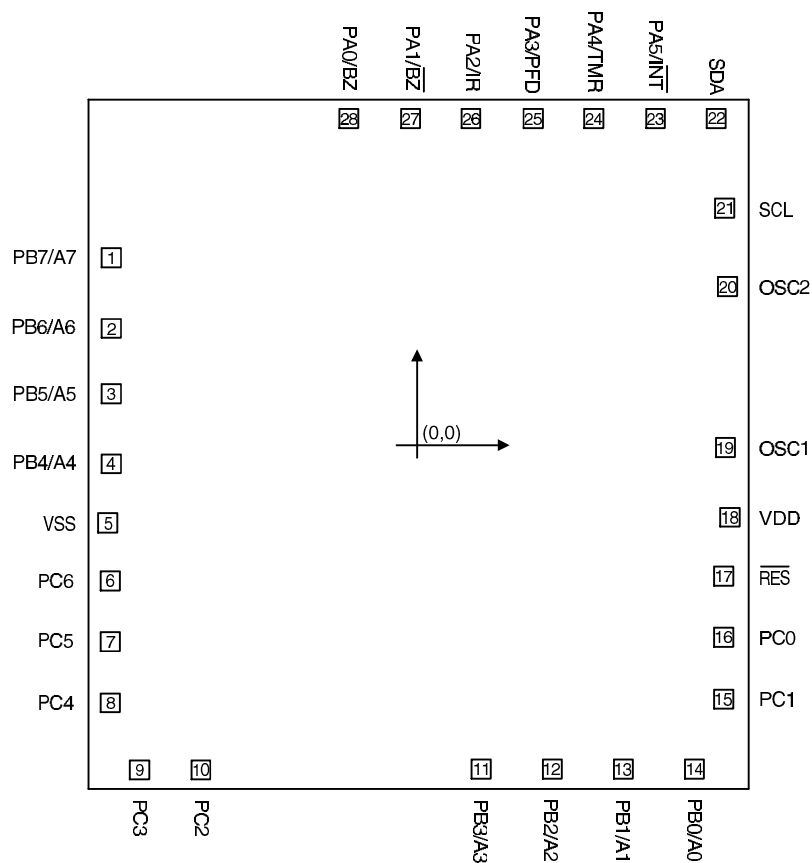 PA0/BZ
PA1/B̅Z̅
PA2/IR
PA3/PFD
PA4/TMR
PA5/I̅N̅T̅
SDA
28
27
26
25
24
23
22
21 SCL
PB7/A7 1
20 OSC2
PB6/A6 2
PB5/A5 3
(0,0)
19 OSC1
PB4/A4 4
18 VDD
VSS 5
17 R̅E̅S̅
PC6 6
16 PC0
PC5 7
15 PC1
PC4 8
9
10
11
12
13
14
PC3
PC2
PB3/A3
PB2/A2
PB1/A1
PB0/A0